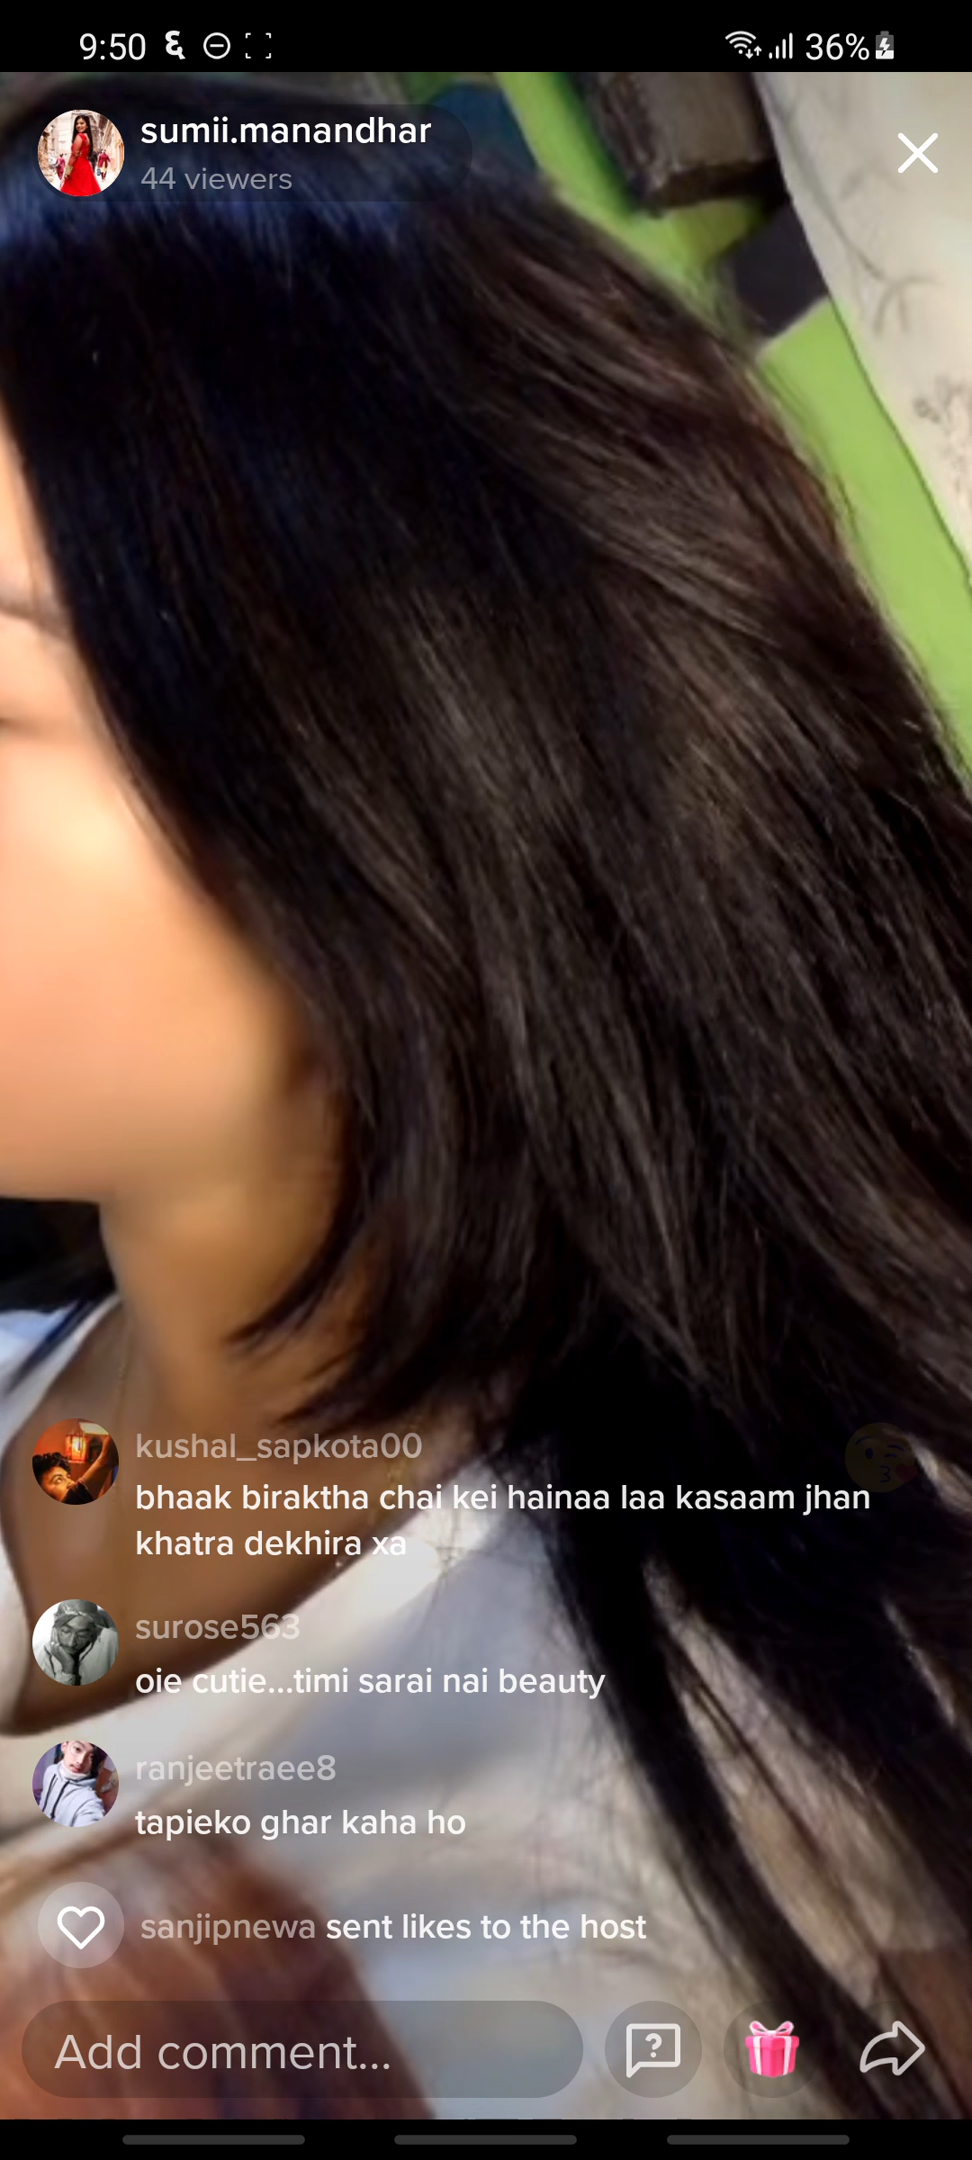 9:50
36%
sumii.manandhar
44 viewers
kushal_sapkota00
bhaak biraktha chai kei hainaa laa kasaam jhan
khatra dekhira xa
surose563
oie cutie...timi sarai nai beauty
ranjeetraee8
tapieko ghar kaha ho
sanjipnewa sent likes to the host
Add comment...
?